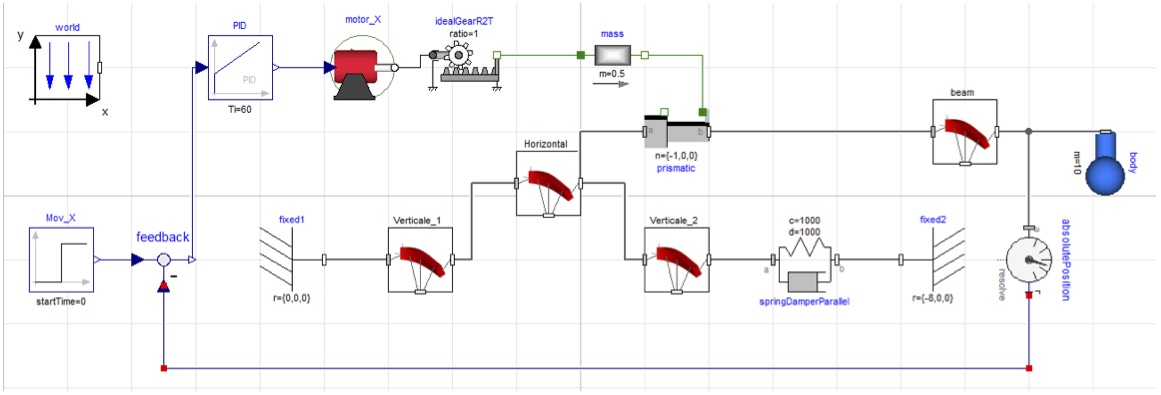 y
world
x
PID
PID
Ti=60
motor_X
idealGearR2T
ratio=1
mass
m=0.5
a
b
n={-1,0,0}
prismatic
beam
m=10
body
Horizontal
Mov_X
startTime=0
feedback
-
fixed1
r={0,0,0}
Verticale_1
Verticale_2
c=1000
d=1000
a
b
springDamperParallel
fixed2
r={-8,0,0}
resolve
absolutePosition